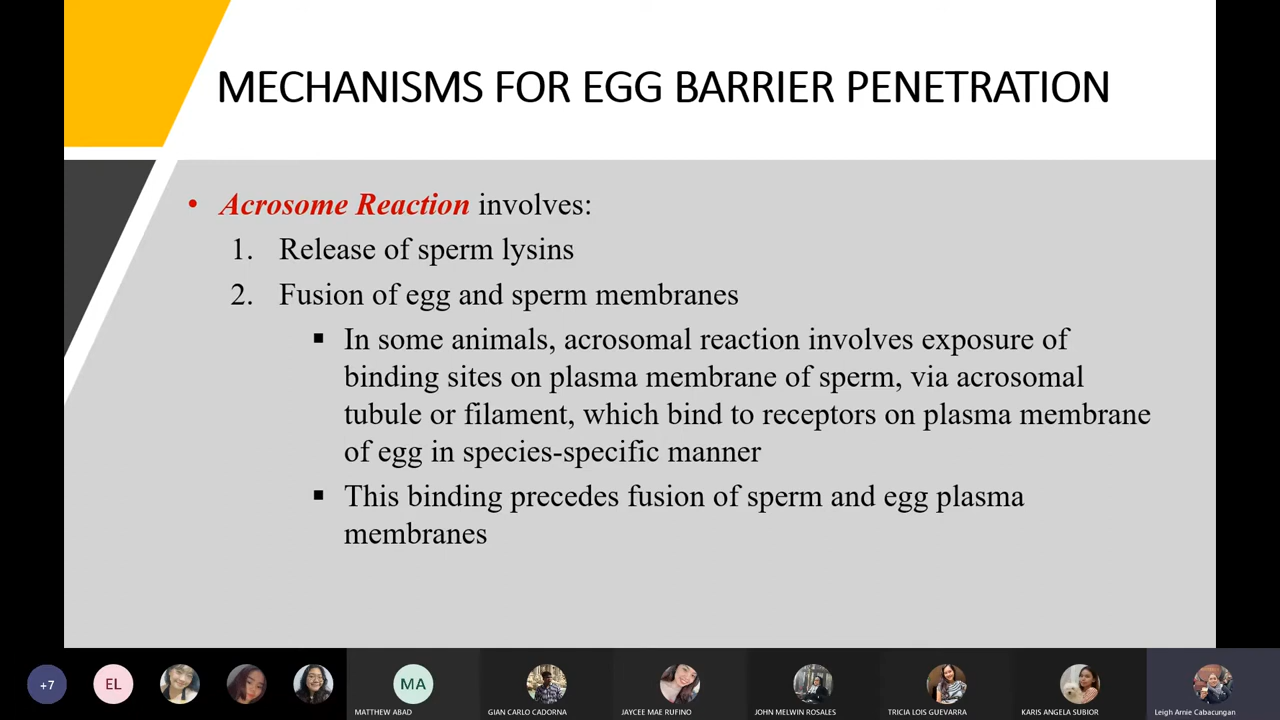 MECHANISMS FOR EGG BARRIER PENETRATION
• Acrosome Reaction involves:
1. Release of sperm lysins
2. Fusion of egg and sperm membranes
▪ In some animals, acrosomal reaction involves exposure of
binding sites on plasma membrane of sperm, via acrosomal
tubule or filament, which bind to receptors on plasma membrane
of egg in species-specific manner
▪ This binding precedes fusion of sperm and egg plasma
membranes
+7
EL
MA
MATTHEW ABAD
GIAN CARLO CADORNA
JAYCEE MAE RUFINO
JOHN MELWIN ROSALES
TRICIA LOIS GUEVARRA
KARIS ANGELA SUBIOR
Leigh Arnie Cabacungan